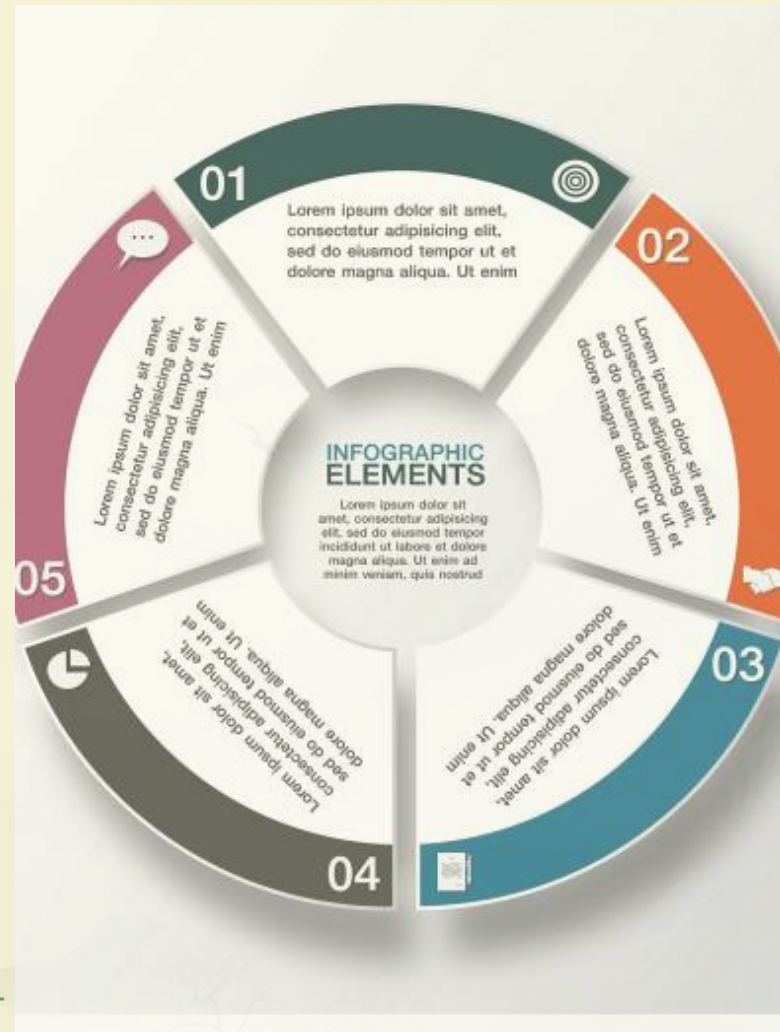 01
Lorem ipsum dolor sit amet,
consectetur adipisicing elit,
sed do eiusmod tempor ut et
dolore magna aliqua. Ut enim
02
Lorem ipsum dolor sit amet,
consectetur adipisicing elit,
sed do eiusmod tempor ut et
dolore magna aliqua. Ut enim
03
Lorem ipsum dolor sit amet,
consectetur adipisicing elit,
sed do eiusmod tempor ut et
dolore magna aliqua. Ut enim
04
Lorem ipsum dolor sit amet,
consectetur adipisicing elit,
sed do eiusmod tempor ut et
dolore magna aliqua. Ut enim
05
Lorem ipsum dolor sit amet,
consectetur adipisicing elit,
sed do eiusmod tempor ut et
dolore magna aliqua. Ut enim
INFOGRAPHIC
ELEMENTS
Lorem ipsum dolor sit
amet, consectetur adipisicing
elit, sed do eiusmod tempor
incididunt ut labore et dolore
magna aliqua. Ut enim ad
minim veniam, quis nostrud